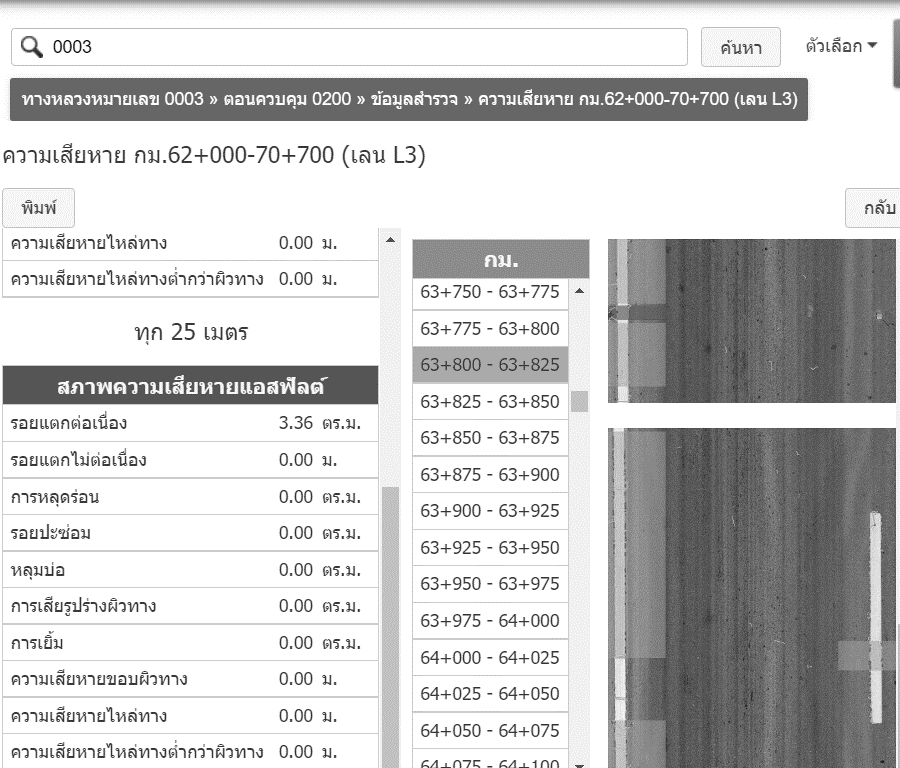 0003
ค้นหา
ตัวเลือก
ทางหลวงหมายเลข 0003 » ตอนควบคุม 0200 » ข้อมูลสำรวจ » ความเสียหาย กม.62+000-70+700 (เลน L3)
ความเสียหาย กม.62+000-70+700 (เลน L3)
พิมพ์
กลับ
ความเสียหายไหล่ทาง 0.00 ม.
ความเสียหายไหล่ทางต่ำกว่าผิวทาง 0.00 ม.
ทุก 25 เมตร
สภาพความเสียหายแอสฟัลต์
รอยแตกต่อเนื่อง 3.36 ตร.ม.
รอยแตกไม่ต่อเนื่อง 0.00 ม.
การหลุดร่อน 0.00 ตร.ม.
รอยปะซ่อม 0.00 ตร.ม.
หลุมบ่อ 0.00 ตร.ม.
การเสียรูปร่างผิวทาง 0.00 ตร.ม.
การเยิ้ม 0.00 ตร.ม.
ความเสียหายขอบผิวทาง 0.00 ม.
ความเสียหายไหล่ทาง 0.00 ม.
ความเสียหายไหล่ทางต่ำกว่าผิวทาง 0.00 ม.
กม.
63+750 - 63+775
63+775 - 63+800
63+800 - 63+825
63+825 - 63+850
63+850 - 63+875
63+875 - 63+900
63+900 - 63+925
63+925 - 63+950
63+950 - 63+975
63+975 - 64+000
64+000 - 64+025
64+025 - 64+050
64+050 - 64+075
64+075 - 64+100